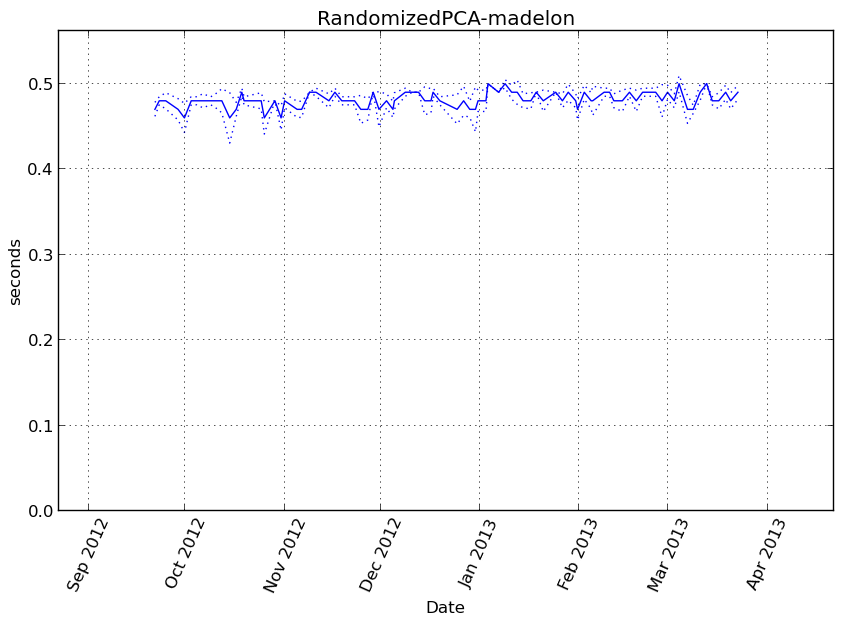 RandomizedPCA-madelon
0.5
0.4
0.3
0.2
0.1
0.0
seconds
Sep 2012
Oct 2012
Nov 2012
Dec 2012
Jan 2013
Feb 2013
Mar 2013
Apr 2013
Date